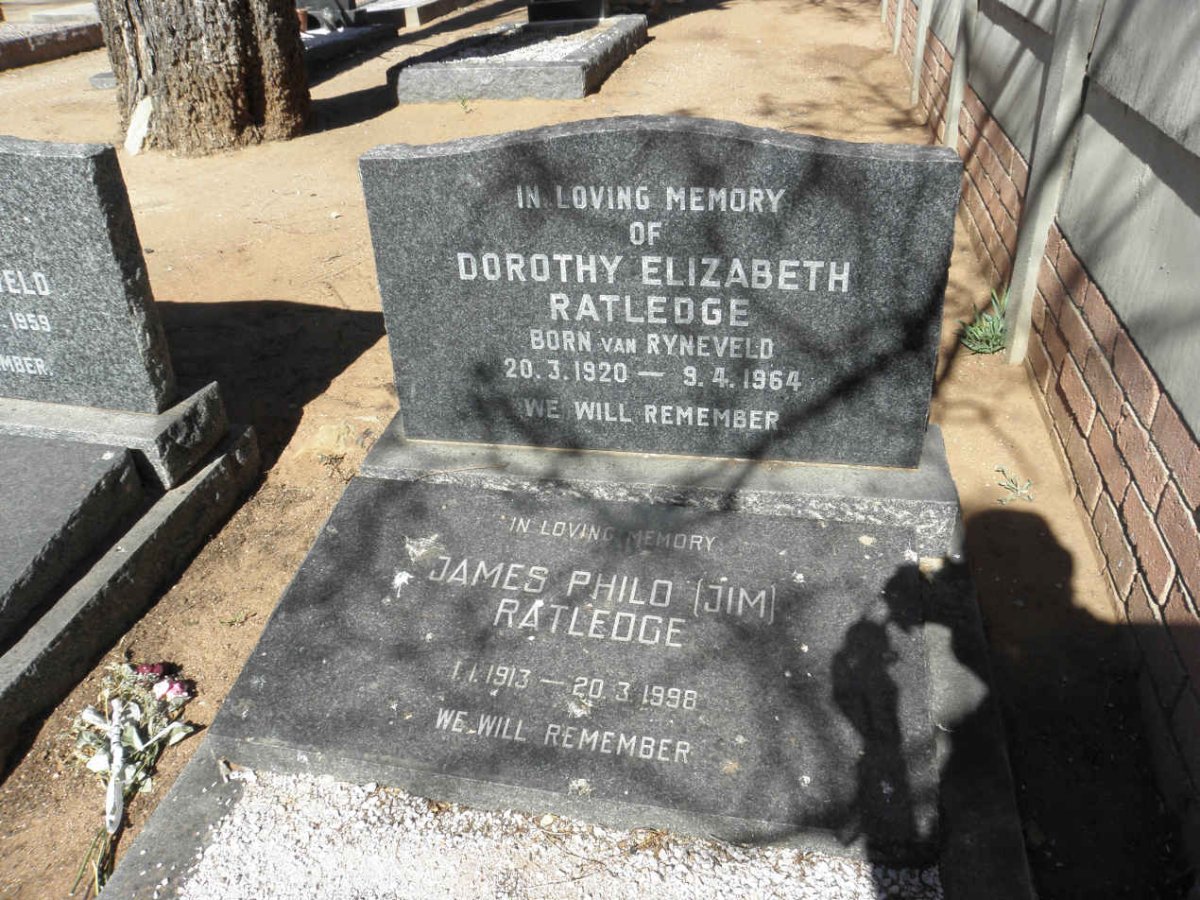 IN LOVING MEMORY
OF
DOROTHY ELIZABETH
RATLEDGE
BORN VAN RYNEVELD
20.3.1920 — 9.4.1964
WE WILL REMEMBER
IN LOVING MEMORY
JAMES PHILO (JIM)
RATLEDGE
1.1.1913 — 20.3.1998
WE WILL REMEMBER
1959